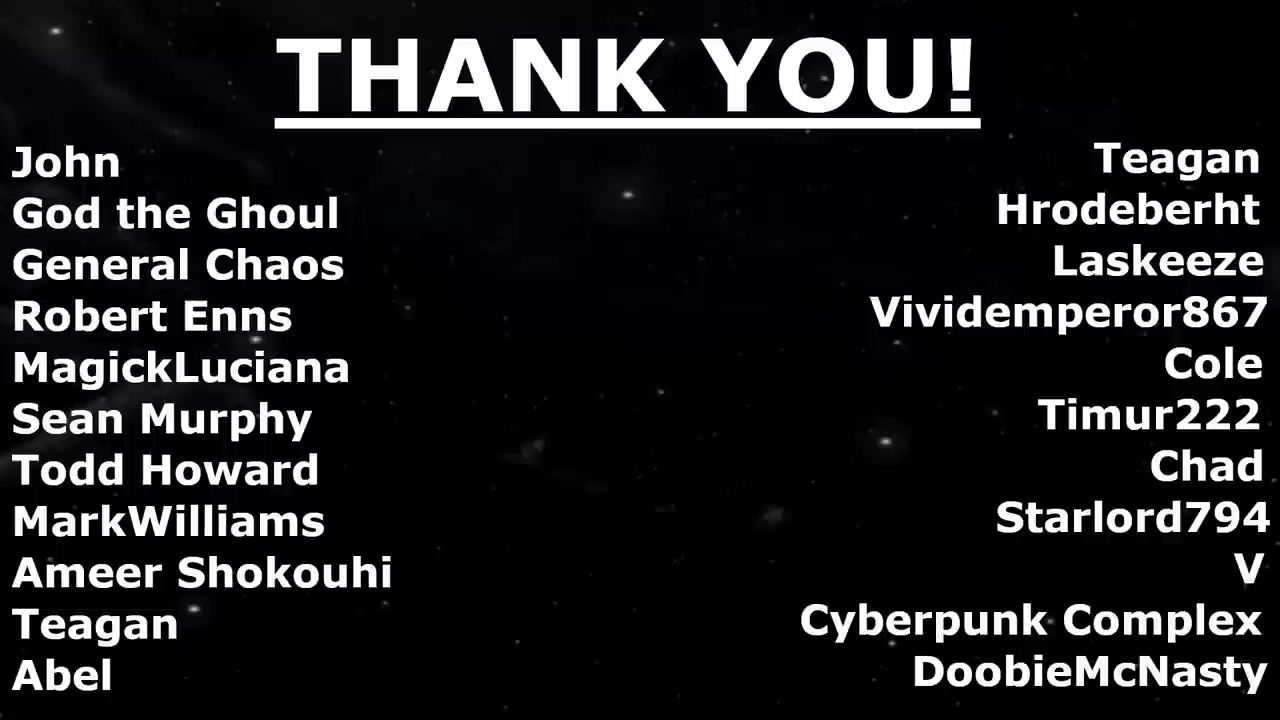 THANK YOU!
John
God the Ghoul
General Chaos
Robert Enns
MagickLuciana
Sean Murphy
Todd Howard
MarkWilliams
Ameer Shokouhi
Teagan
Abel
Teagan
Hrodeberht
Laskeeze
Vividemperor867
Cole
Timur222
Chad
Starlord794
V
Cyberpunk Complex
DoobieMcNasty